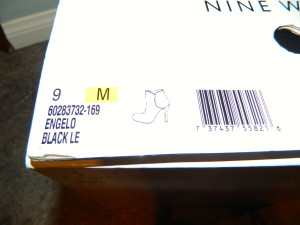 NINE W
9 M
60283732-169
ENGELO
BLACK LE
7 37457 55821 6